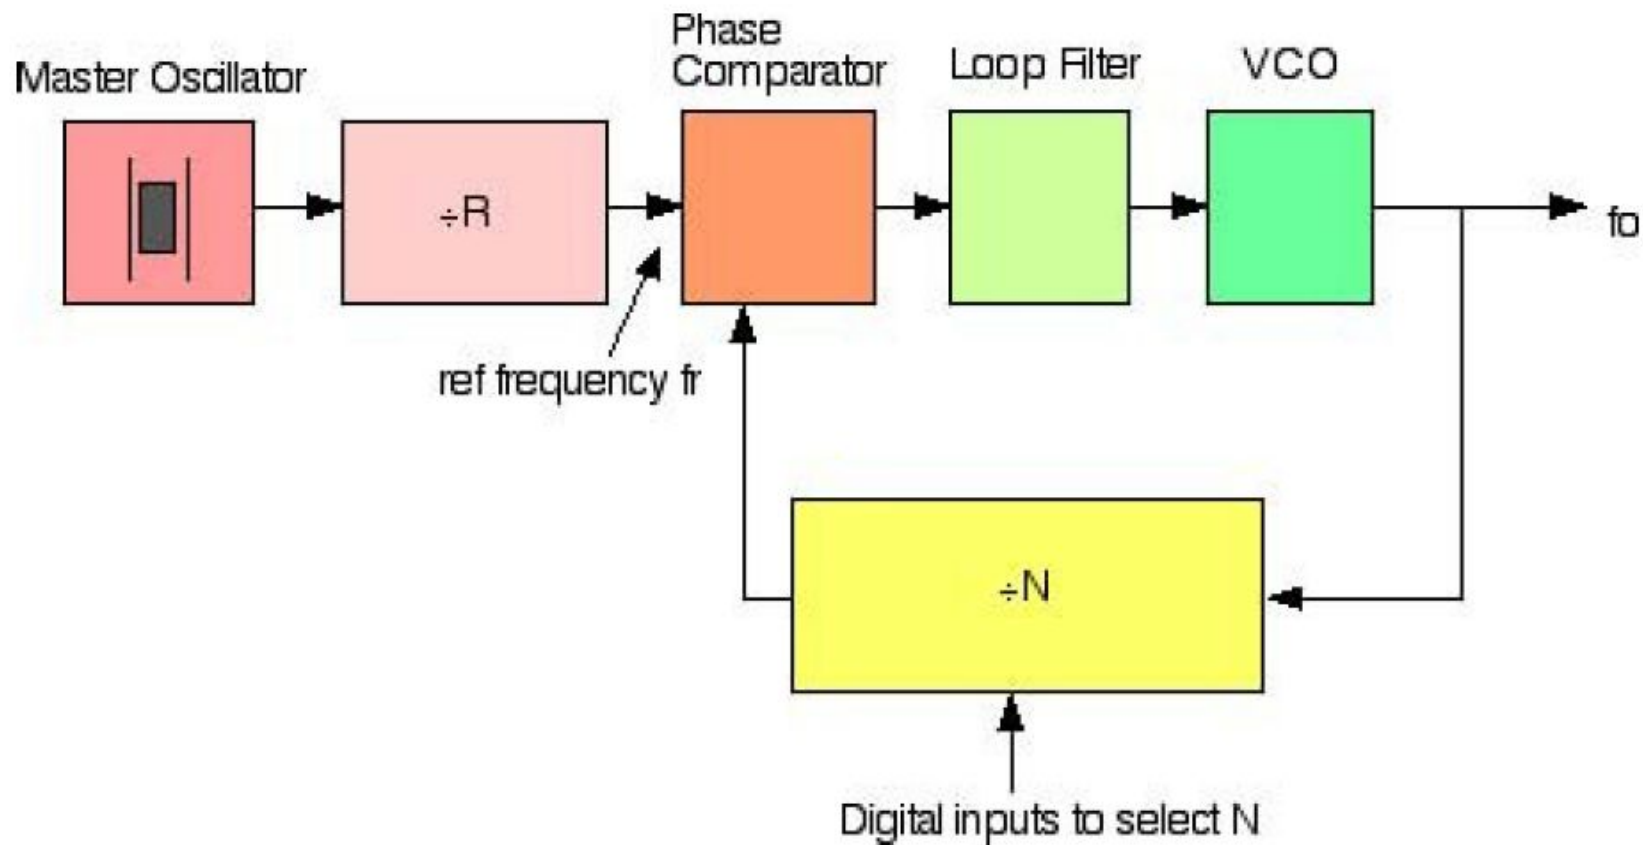 Master Oscillator
Phase
Comparator
Loop Filter
VCO
÷R
fo
ref frequency fr
÷N
Digital inputs to select N